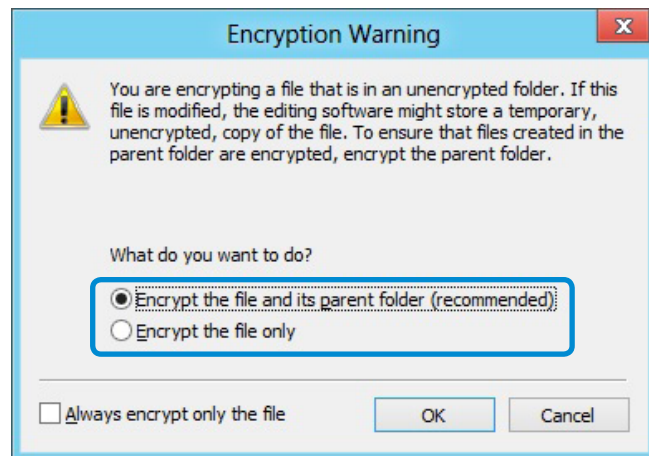 Encryption Warning
You are encrypting a file that is in an unencrypted folder. If this
file is modified, the editing software might store a temporary,
unencrypted, copy of the file. To ensure that files created in the
parent folder are encrypted, encrypt the parent folder.
What do you want to do?
Encrypt the file and its parent folder (recommended)
Encrypt the file only
Always encrypt only the file
OK
Cancel